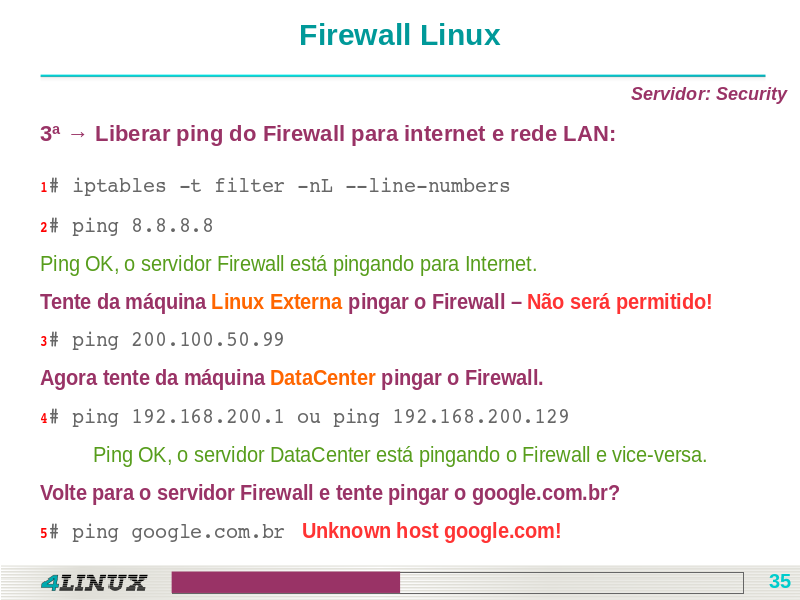 Firewall Linux
Servidor: Security
3ª → Liberar ping do Firewall para internet e rede LAN:
1# iptables -t filter -nL --line-numbers
2# ping 8.8.8.8
Ping OK, o servidor Firewall está pingando para Internet.
Tente da máquina Linux Externa pingar o Firewall – Não será permitido!
3# ping 200.100.50.99
Agora tente da máquina DataCenter pingar o Firewall.
4# ping 192.168.200.1 ou ping 192.168.200.129
Ping OK, o servidor DataCenter está pingando o Firewall e vice-versa.
Volte para o servidor Firewall e tente pingar o google.com.br?
5# ping google.com.br Unknown host google.com!
4LINUX
35